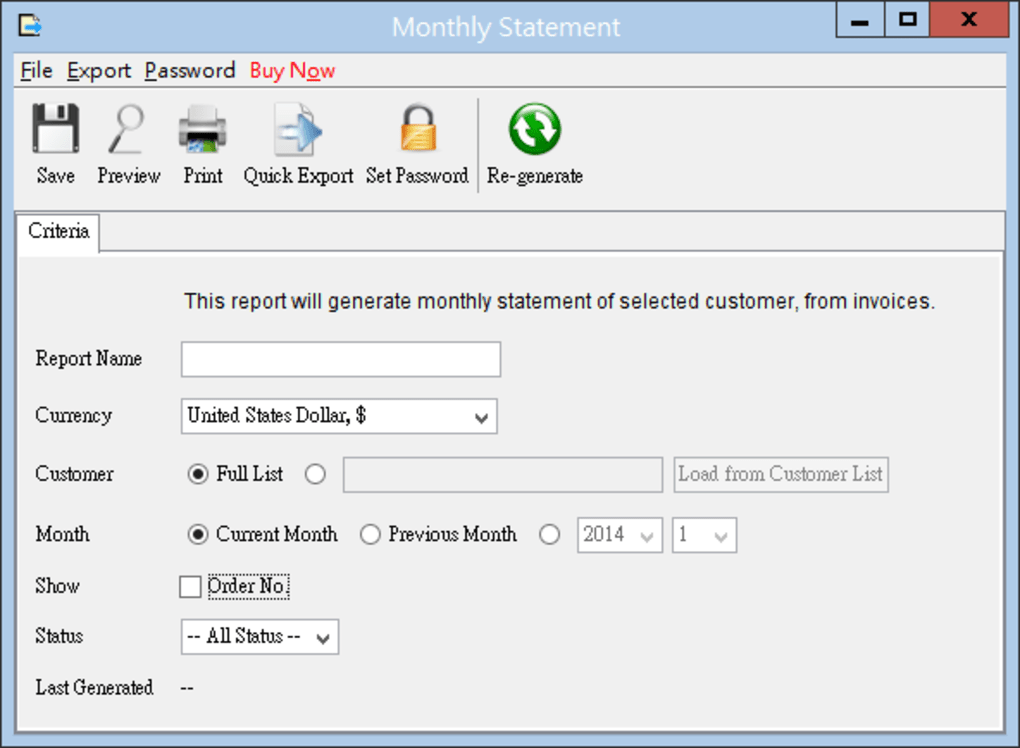 Monthly Statement
File Export Password Buy Now
Save Preview Print Quick Export Set Password Re-generate
Criteria
This report will generate monthly statement of selected customer, from invoices.
Report Name
Currency United States Dollar, $
Customer Full List Load from Customer List
Month Current Month Previous Month 2014 1
Show Order No.
Status -- All Status --
Last Generated --